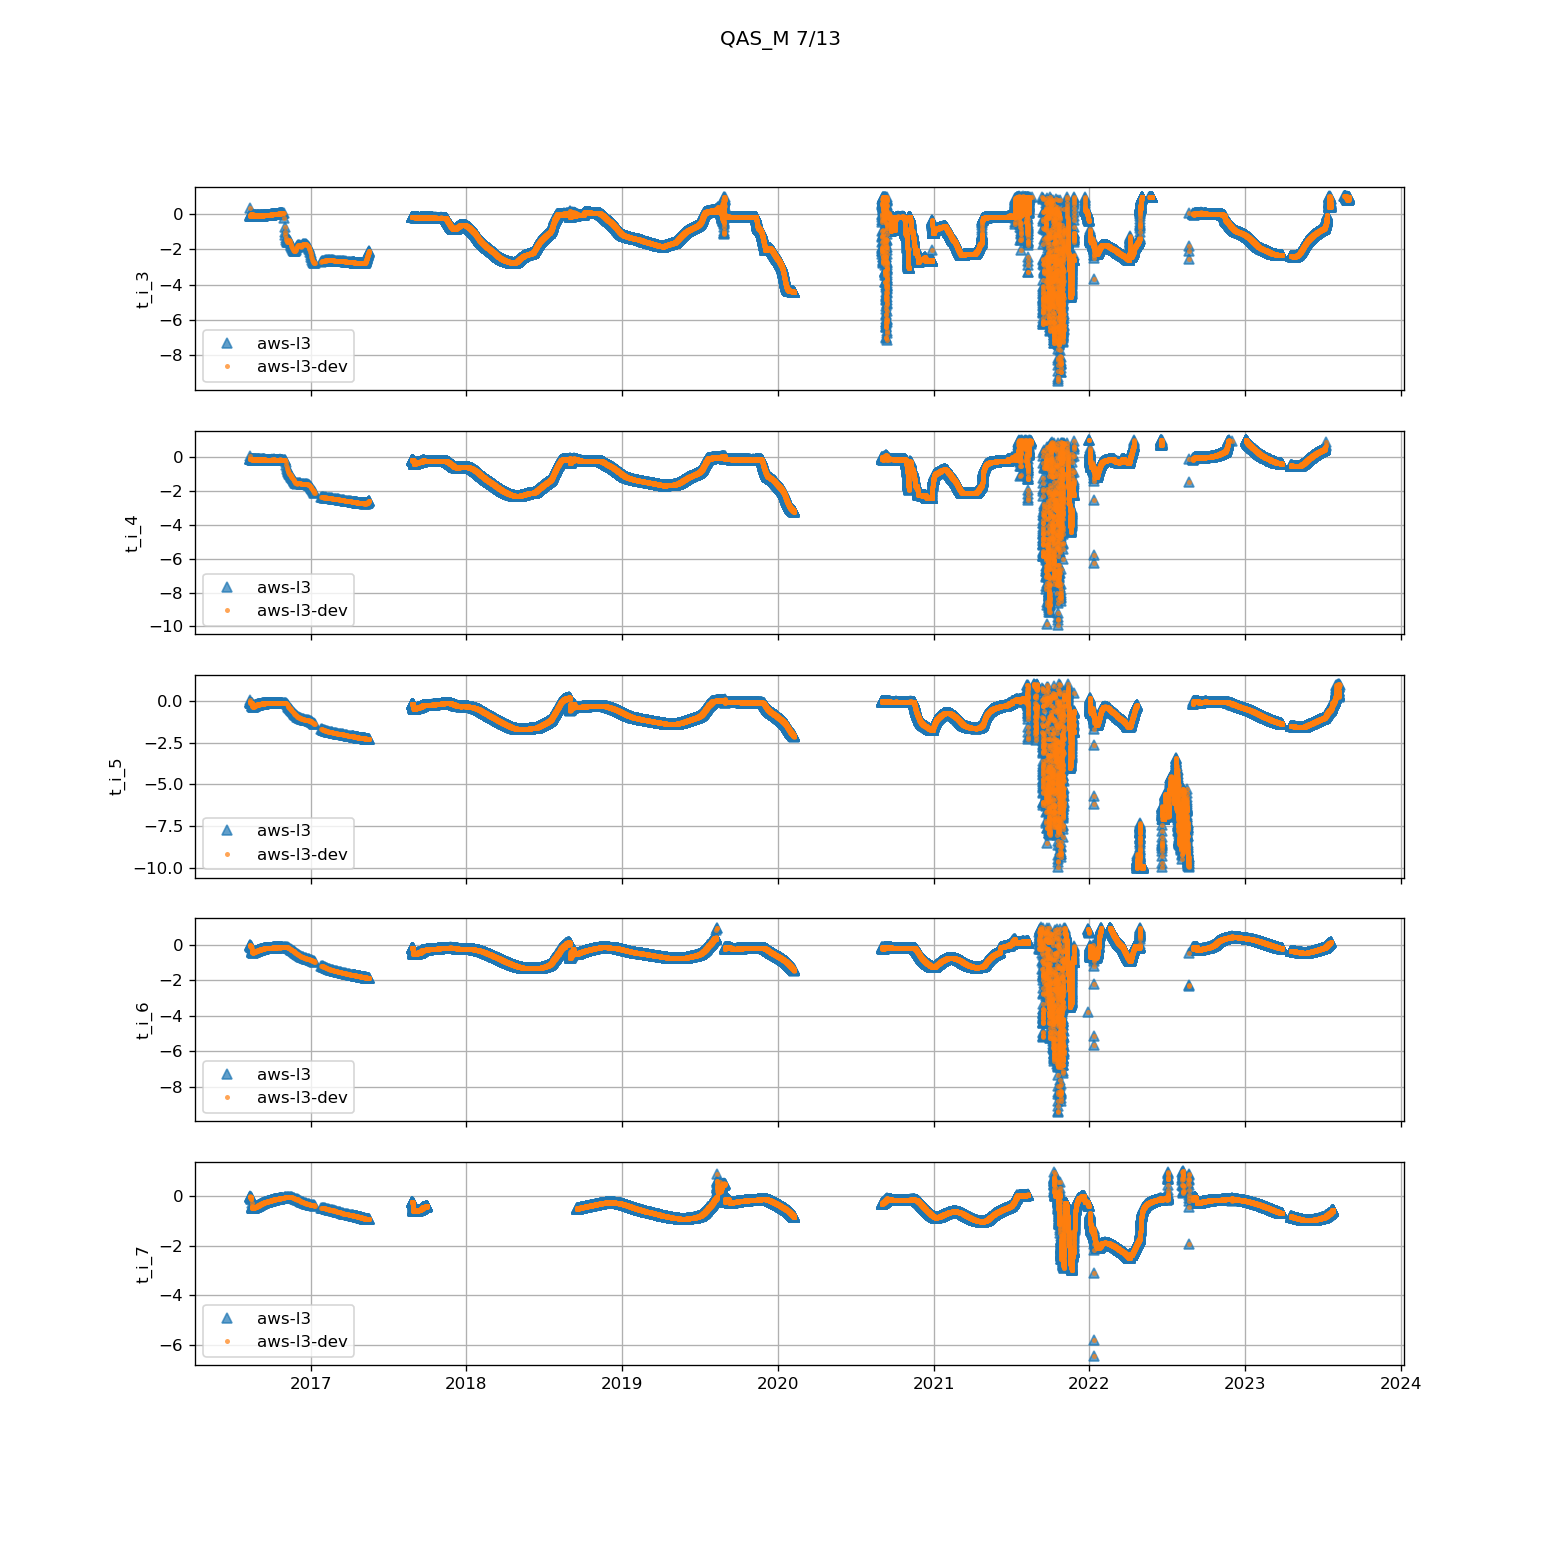 QAS_M 7/13
0
−2
−4
−6
−8
t_i_3
aws-l3
aws-l3-dev
0
−2
−4
−6
−8
−10
t_i_4
aws-l3
aws-l3-dev
0.0
−2.5
−5.0
−7.5
−10.0
t_i_5
aws-l3
aws-l3-dev
0
−2
−4
−6
−8
t_i_6
aws-l3
aws-l3-dev
0
−2
−4
−6
t_i_7
aws-l3
aws-l3-dev
2017 2018 2019 2020 2021 2022 2023 2024